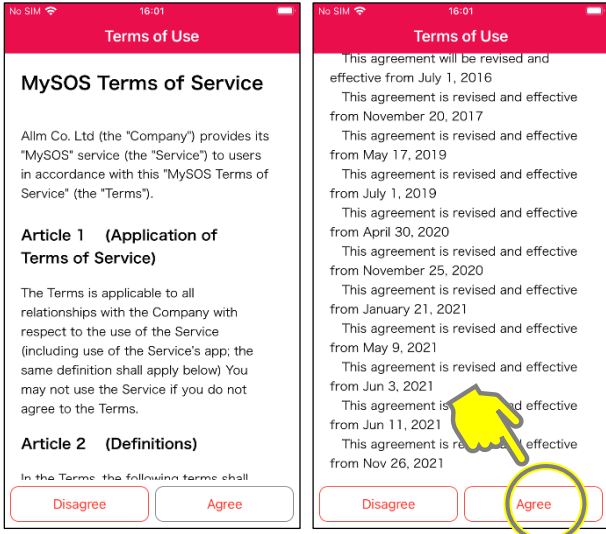 No SIM 16:01
Terms of Use
MySOS Terms of Service
Allm Co. Ltd (the "Company") provides its
"MySOS" service (the "Service") to users
in accordance with this "MySOS Terms of
Service" (the "Terms").
Article 1 (Application of
Terms of Service)
The Terms is applicable to all
relationships with the Company with
respect to the use of the Service
(including use of the Service's app; the
same definition shall apply below) You
may not use the Service if you do not
agree to the Terms.
Article 2 (Definitions)
In the Terms, the following terms shall
Disagree Agree
No SIM 16:01
Terms of Use
This agreement will be revised and
effective from July 1, 2016
This agreement is revised and effective
from November 20, 2017
This agreement is revised and effective
from May 17, 2019
This agreement is revised and effective
from July 1, 2019
This agreement is revised and effective
from April 30, 2020
This agreement is revised and effective
from November 25, 2020
This agreement is revised and effective
from January 21, 2021
This agreement is revised and effective
from May 9, 2021
This agreement is revised and effective
from Jun 3, 2021
This agreement is effective
from Jun 11, 2021
This agreement is effective
from Nov 26, 2021
Disagree Agree